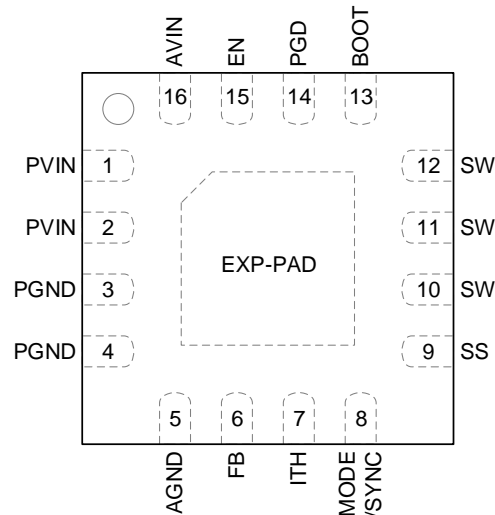 AVIN
EN
PGD
BOOT
16
15
14
13
PVIN 1
12 SW
PVIN 2
11 SW
EXP-PAD
PGND 3
10 SW
PGND 4
9 SS
5
6
7
8
AGND
FB
ITH
MODE
/SYNC